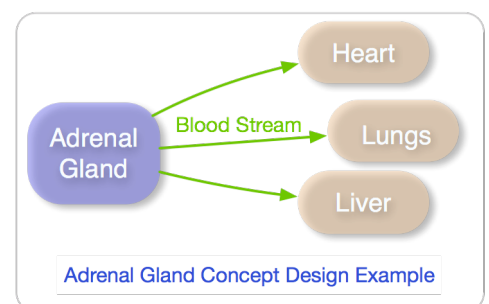 Heart
Adrenal
Gland
Blood Stream
Lungs
Liver
Adrenal Gland Concept Design Example